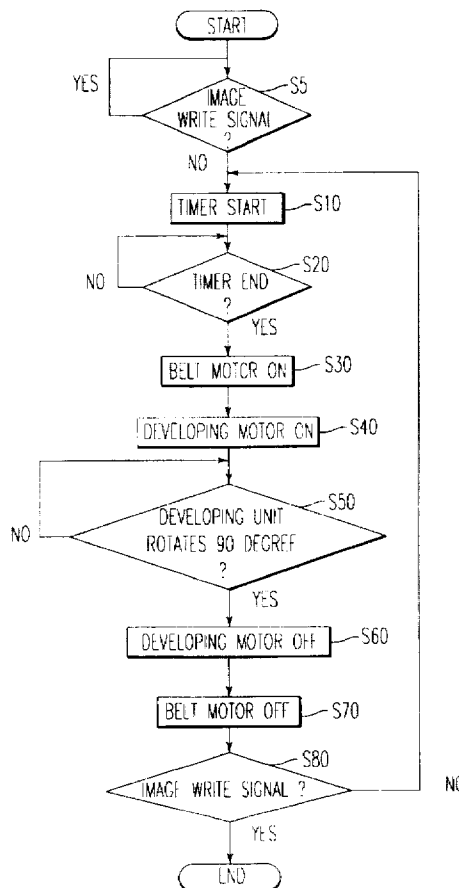 START
YES
S5
IMAGE
WRITE SIGNAL
?
NO
TIMER START
S10
S20
NO
TIMER END
?
YES
BELT MOTOR ON
S30
DEVELOPING MOTOR ON
S40
S50
NO
DEVELOPING UNIT
ROTATES 90 DEGREE
?
YES
DEVELOPING MOTOR OFF
S60
BELT MOTOR OFF
S70
S80
IMAGE WRITE SIGNAL ?
NO
YES
END